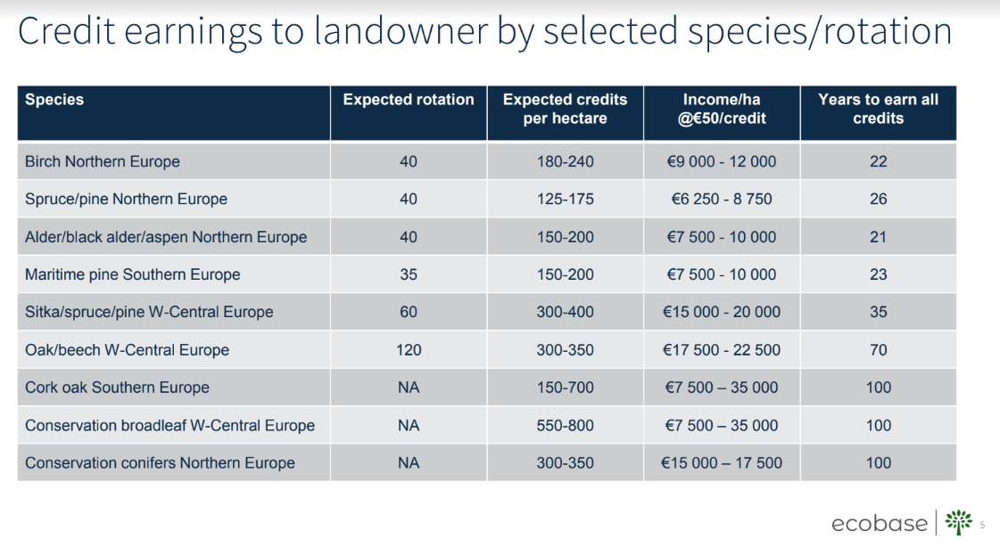 Credit earnings to landowner by selected species/rotation
Species Expected rotation Expected credits per hectare Income/ha @€50/credit Years to earn all credits
Birch Northern Europe 40 180-240 €9 000 - 12 000 22
Spruce/pine Northern Europe 40 125-175 €6 250 - 8 750 26
Alder/black alder/aspen Northern Europe 40 150-200 €7 500 - 10 000 21
Maritime pine Southern Europe 35 150-200 €7 500 - 10 000 23
Sitka/spruce/pine W-Central Europe 60 300-400 €15 000 - 20 000 35
Oak/beech W-Central Europe 120 300-350 €17 500 - 22 500 70
Cork oak Southern Europe NA 150-700 €7 500 – 35 000 100
Conservation broadleaf W-Central Europe NA 550-800 €7 500 – 35 000 100
Conservation conifers Northern Europe NA 300-350 €15 000 – 17 500 100
ecobase 5